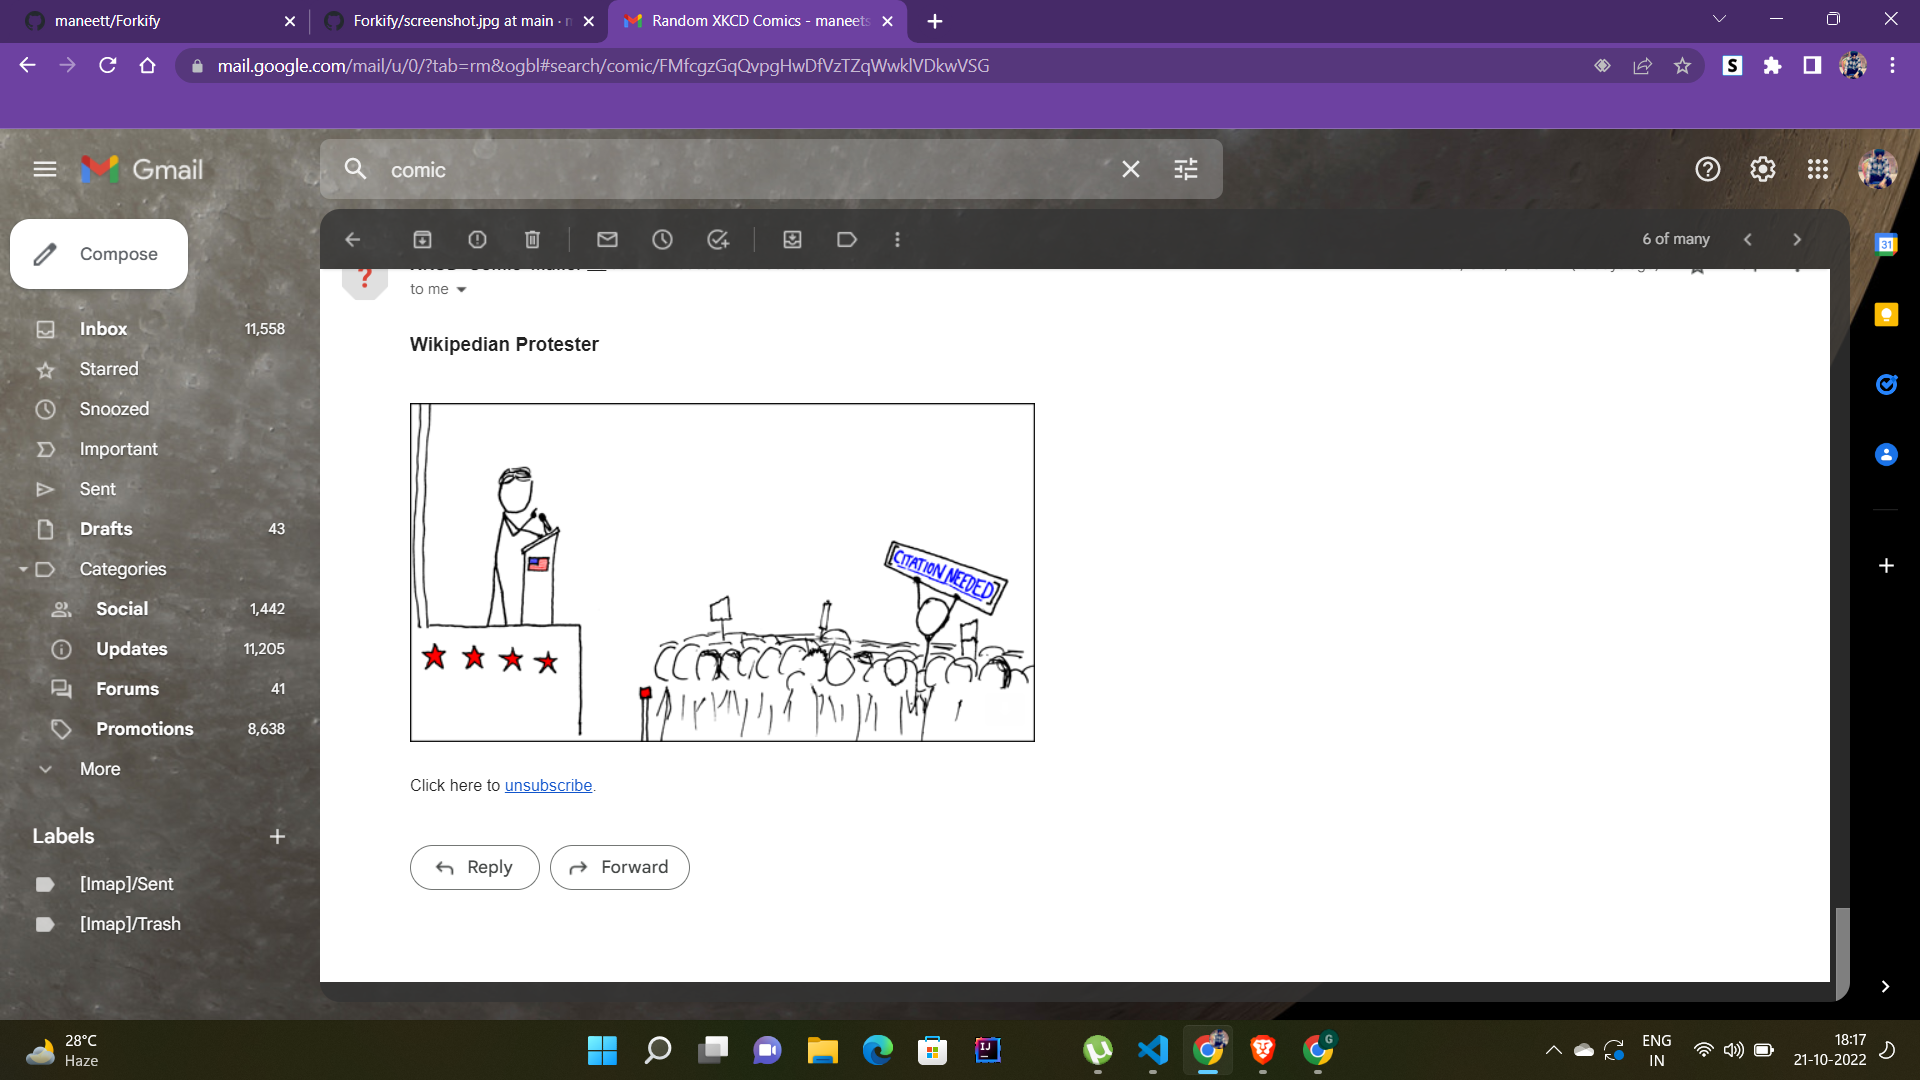 maneett/Forkify
Forkify/screenshot.jpg at main ·
Random XKCD Comics - maneets
mail.google.com/mail/u/0/?tab=rm&ogbl#search/comic/FMfcgzGqQvpgHwDfVzTZqWwklVDkwVSG
S
Gmail
comic
Compose
6 of many
31
to me
Inbox 11,558
Starred
Snoozed
Important
Sent
Drafts 43
Categories
Social 1,442
Updates 11,205
Forums 41
Promotions 8,638
More
Labels
[Imap]/Sent
[Imap]/Trash
?
Wikipedian Protester
[CITATION NEEDED]
Click here to unsubscribe.
Reply
Forward
28°C
Haze
IJ
G
ENG
IN
18:17
21-10-2022